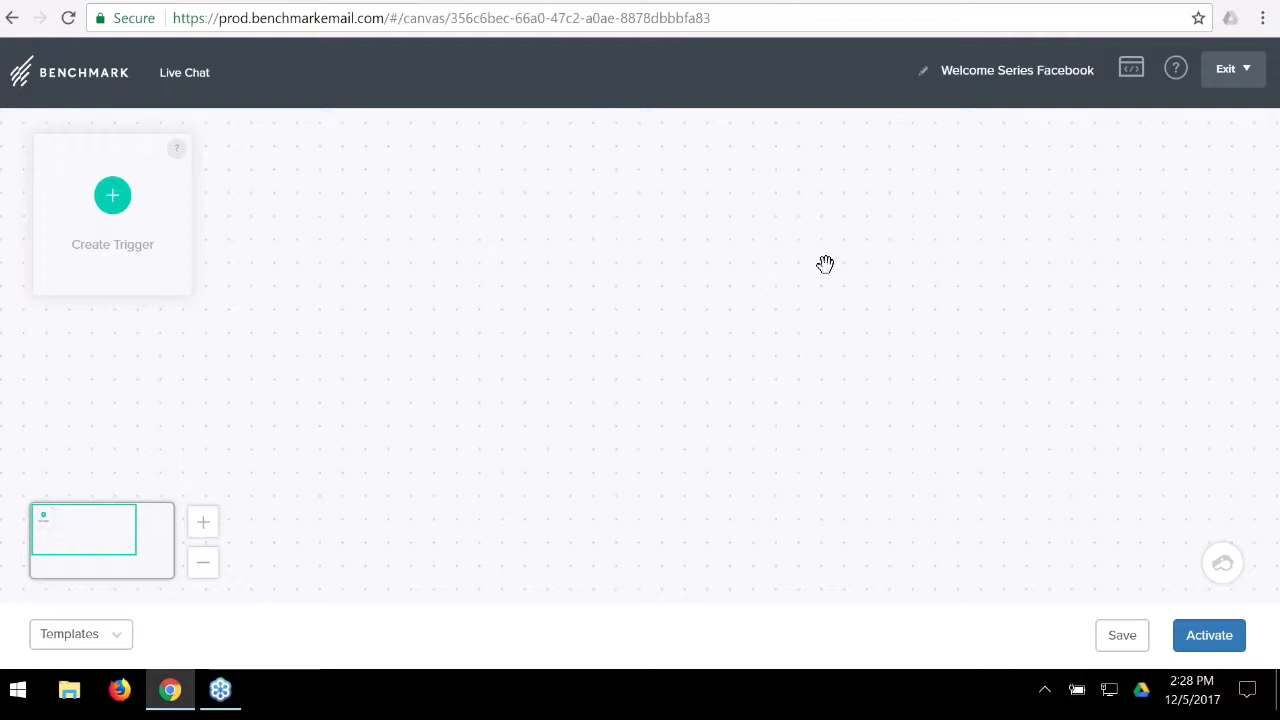 Secure https://prod.benchmarkemail.com/#/canvas/356c6bec-66a0-47c2-a0ae-8878dbbbfa83
BENCHMARK Live Chat Welcome Series Facebook ? Exit
?
+
Create Trigger
+
−
Templates Save Activate
2:28 PM
12/5/2017